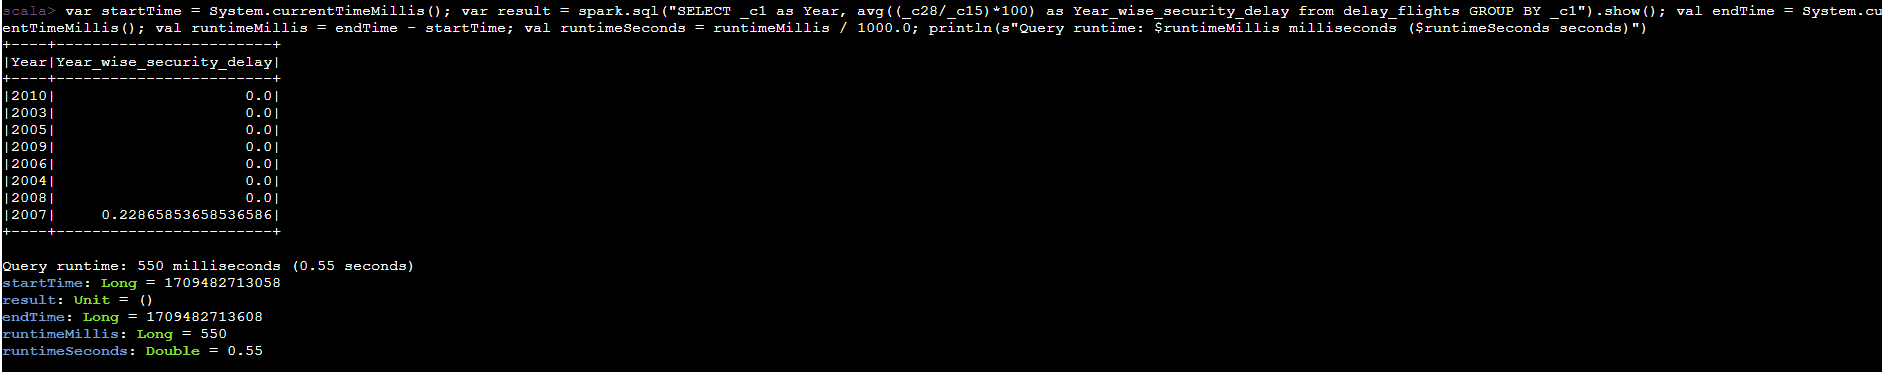 scala> var startTime = System.currentTimeMillis(); var result = spark.sql("SELECT _c1 as Year, avg((_c28/_c15)*100) as Year_wise_security_delay from delay_flights GROUP BY _c1").show(); val endTime = System.cu
entTimeMillis(); val runtimeMillis = endTime - startTime; val runtimeSeconds = runtimeMillis / 1000.0; println(s"Query runtime: $runtimeMillis milliseconds ($runtimeSeconds seconds)")
+----+------------------------+
|Year|Year_wise_security_delay|
+----+------------------------+
|2010|                     0.0|
|2003|                     0.0|
|2005|                     0.0|
|2009|                     0.0|
|2006|                     0.0|
|2004|                     0.0|
|2008|                     0.0|
|2007|     0.22865853658536586|
+----+------------------------+
Query runtime: 550 milliseconds (0.55 seconds)
startTime: Long = 1709482713058
result: Unit = ()
endTime: Long = 1709482713608
runtimeMillis: Long = 550
runtimeSeconds: Double = 0.55